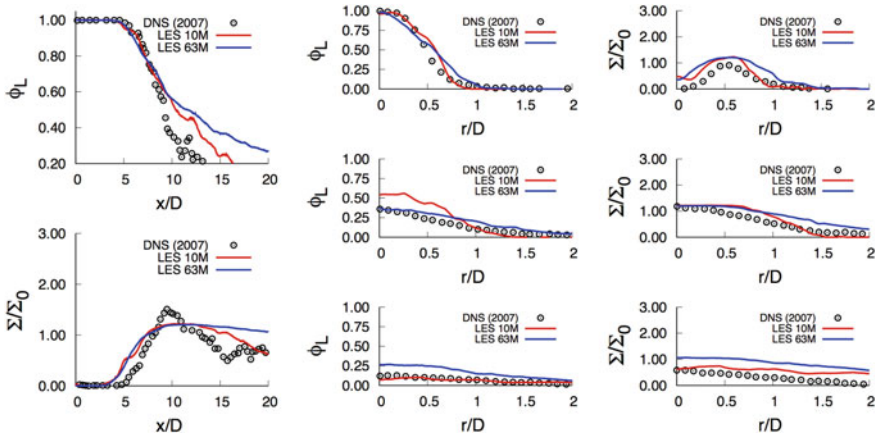 1.00
0.80
0.60
0.40
0.20
ϕL
DNS (2007)
LES 10M
LES 63M
0 5 10 15 20
x/D
3.00
2.00
1.00
0.00
Σ/Σ0
DNS (2007)
LES 10M
LES 63M
0 5 10 15 20
x/D
1.00
0.75
0.50
0.25
0.00
ϕL
DNS (2007)
LES 10M
LES 63M
0 0.5 1 1.5 2
r/D
1.00
0.75
0.50
0.25
0.00
ϕL
DNS (2007)
LES 10M
LES 63M
0 0.5 1 1.5 2
r/D
1.00
0.75
0.50
0.25
0.00
ϕL
DNS (2007)
LES 10M
LES 63M
0 0.5 1 1.5 2
r/D
3.00
2.00
1.00
0.00
Σ/Σ0
DNS (2007)
LES 10M
LES 63M
0 0.5 1 1.5 2
r/D
3.00
2.00
1.00
0.00
Σ/Σ0
DNS (2007)
LES 10M
LES 63M
0 0.5 1 1.5 2
r/D
3.00
2.00
1.00
0.00
Σ/Σ0
DNS (2007)
LES 10M
LES 63M
0 0.5 1 1.5 2
r/D